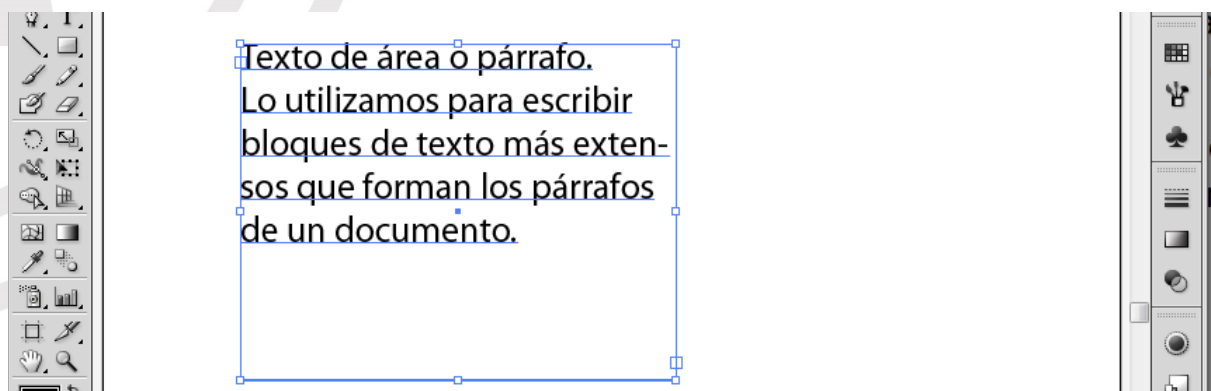 Texto de área o párrafo.
Lo utilizamos para escribir
bloques de texto más exten-
sos que forman los párrafos
de un documento.